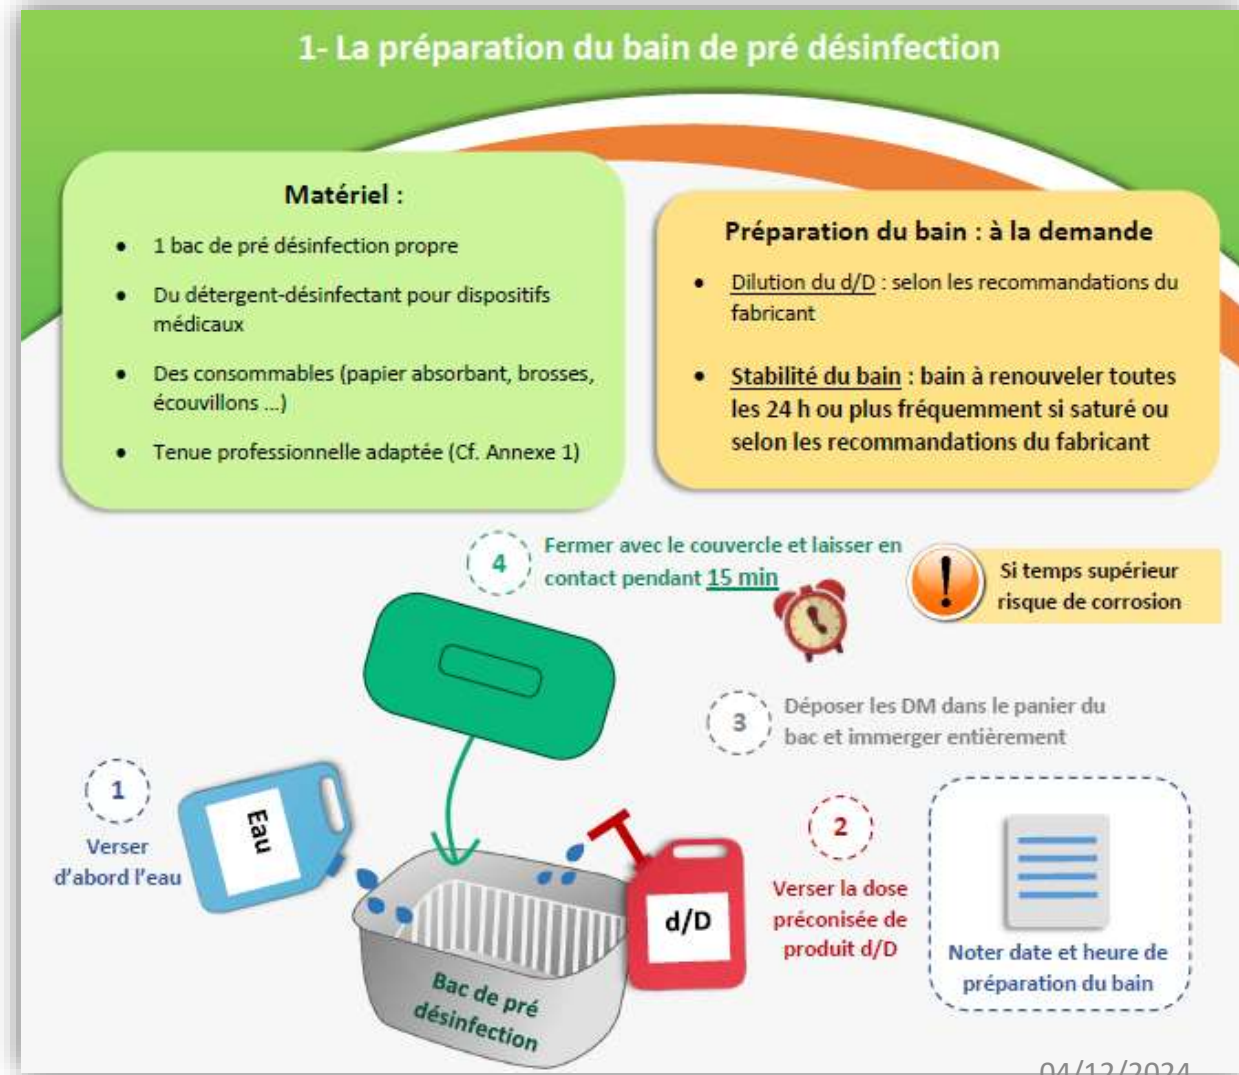 1- La préparation du bain de pré désinfection
Matériel :
• 1 bac de pré désinfection propre
• Du détergent-désinfectant pour dispositifs
médicaux
• Des consommables (papier absorbant, brosses,
écouvillons ...)
• Tenue professionnelle adaptée (Cf. Annexe 1)
Préparation du bain : à la demande
• Dilution du d/D : selon les recommandations du
fabricant
• Stabilité du bain : bain à renouveler toutes
les 24 h ou plus fréquemment si saturé ou
selon les recommandations du fabricant
4
Fermer avec le couvercle et laisser en
contact pendant 15 min
!
Si temps supérieur
risque de corrosion
3
Déposer les DM dans le panier du
bac et immerger entièrement
1
Verser
d'abord l'eau
Eau
2
Verser la dose
préconisée de
produit d/D
d/D
Noter date et heure de
préparation du bain
Bac de pré
désinfection
04/12/2024